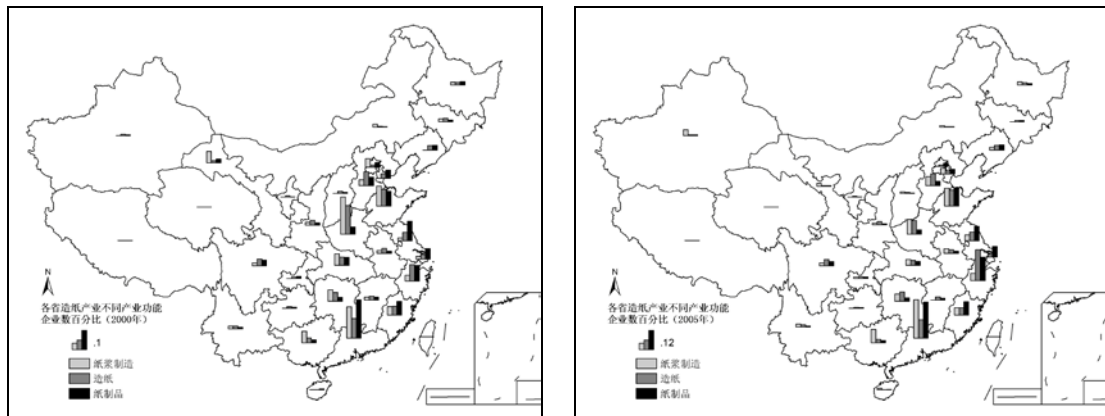 N
各省造纸产业不同产业功能
企业数百分比（2000年）
.1
纸浆制造
造纸
纸制品
N
各省造纸产业不同产业功能
企业数百分比（2005年）
.12
纸浆制造
造纸
纸制品